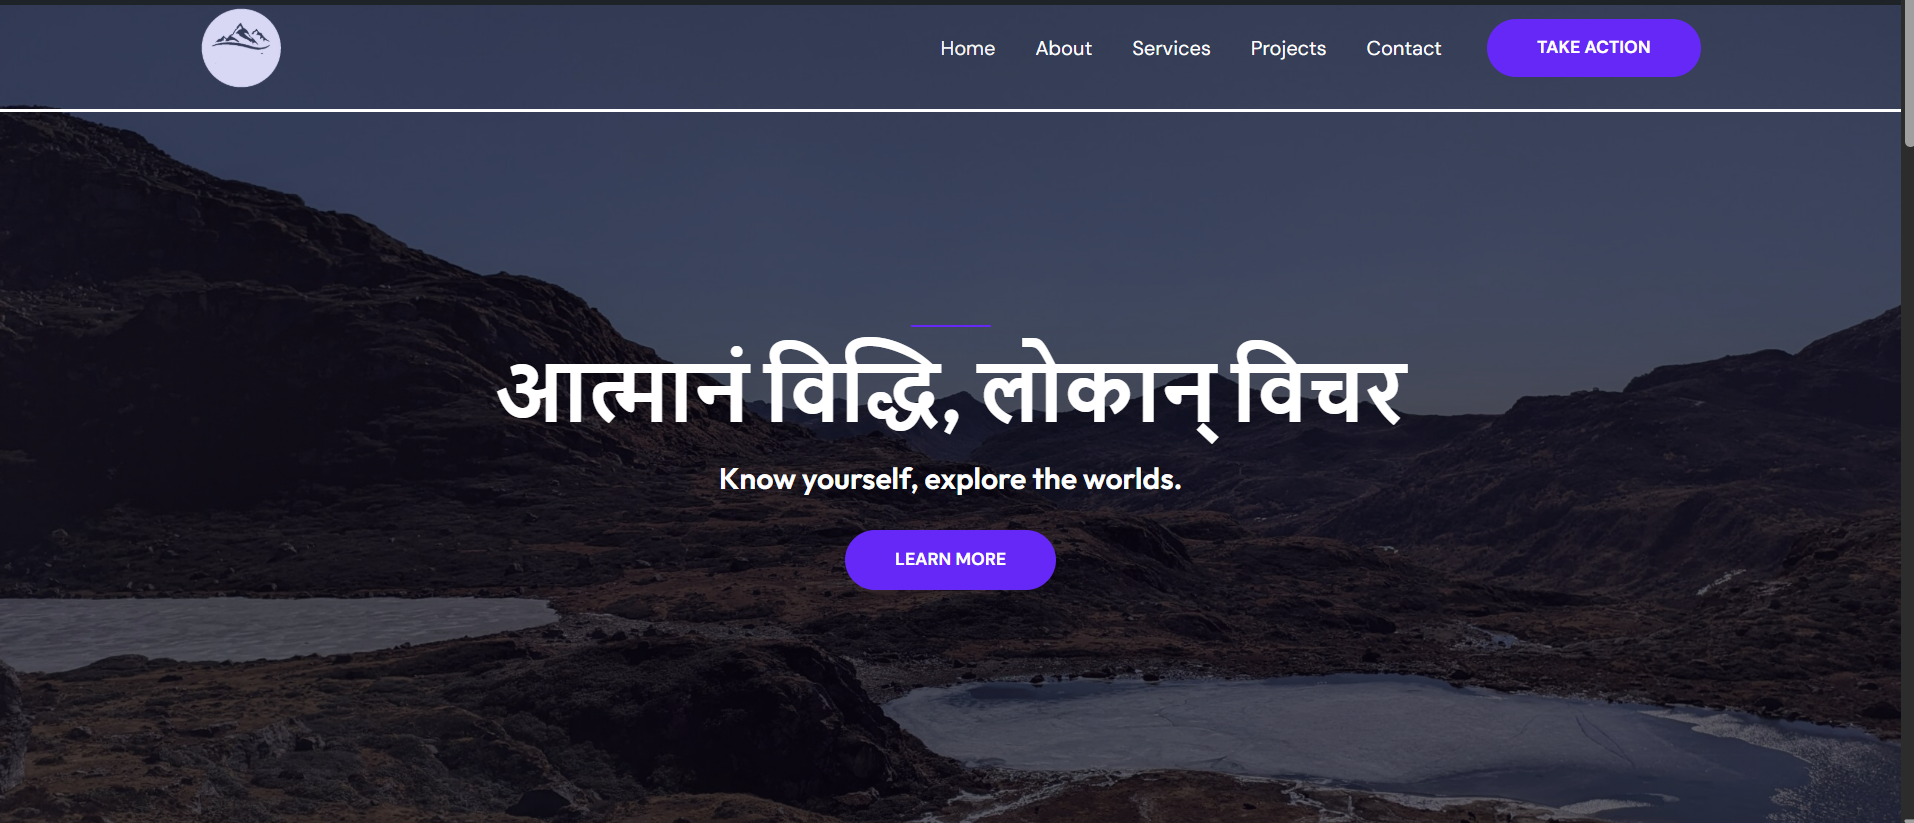 Home About Services Projects Contact TAKE ACTION
आत्मानं विद्धि, लोकान् विचर
Know yourself, explore the worlds.
LEARN MORE